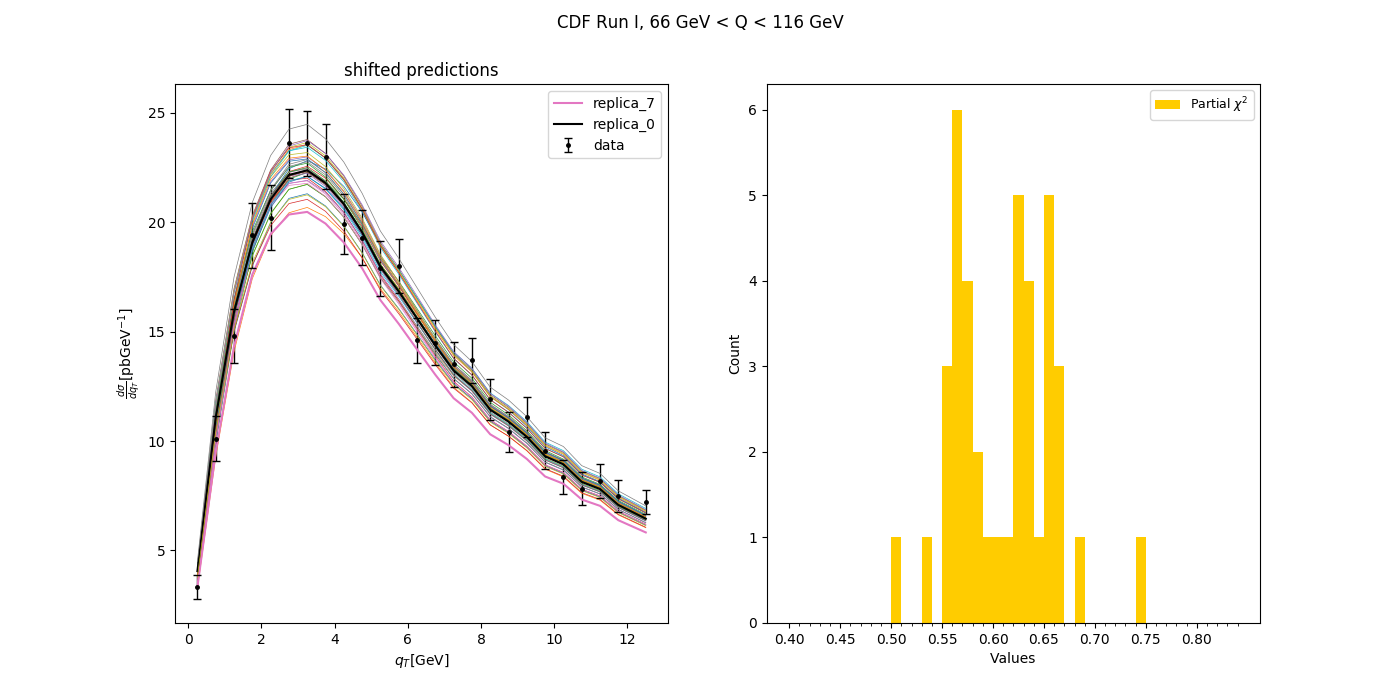 CDF Run I, 66 GeV < Q < 116 GeV
shifted predictions
replica_7
replica_0
data
25
20
15
10
5
dσ/dq_T [pbGeV⁻¹]
0 2 4 6 8 10 12
q_T[GeV]
Partial χ²
6
5
4
3
2
1
0
Count
0.40 0.45 0.50 0.55 0.60 0.65 0.70 0.75 0.80
Values